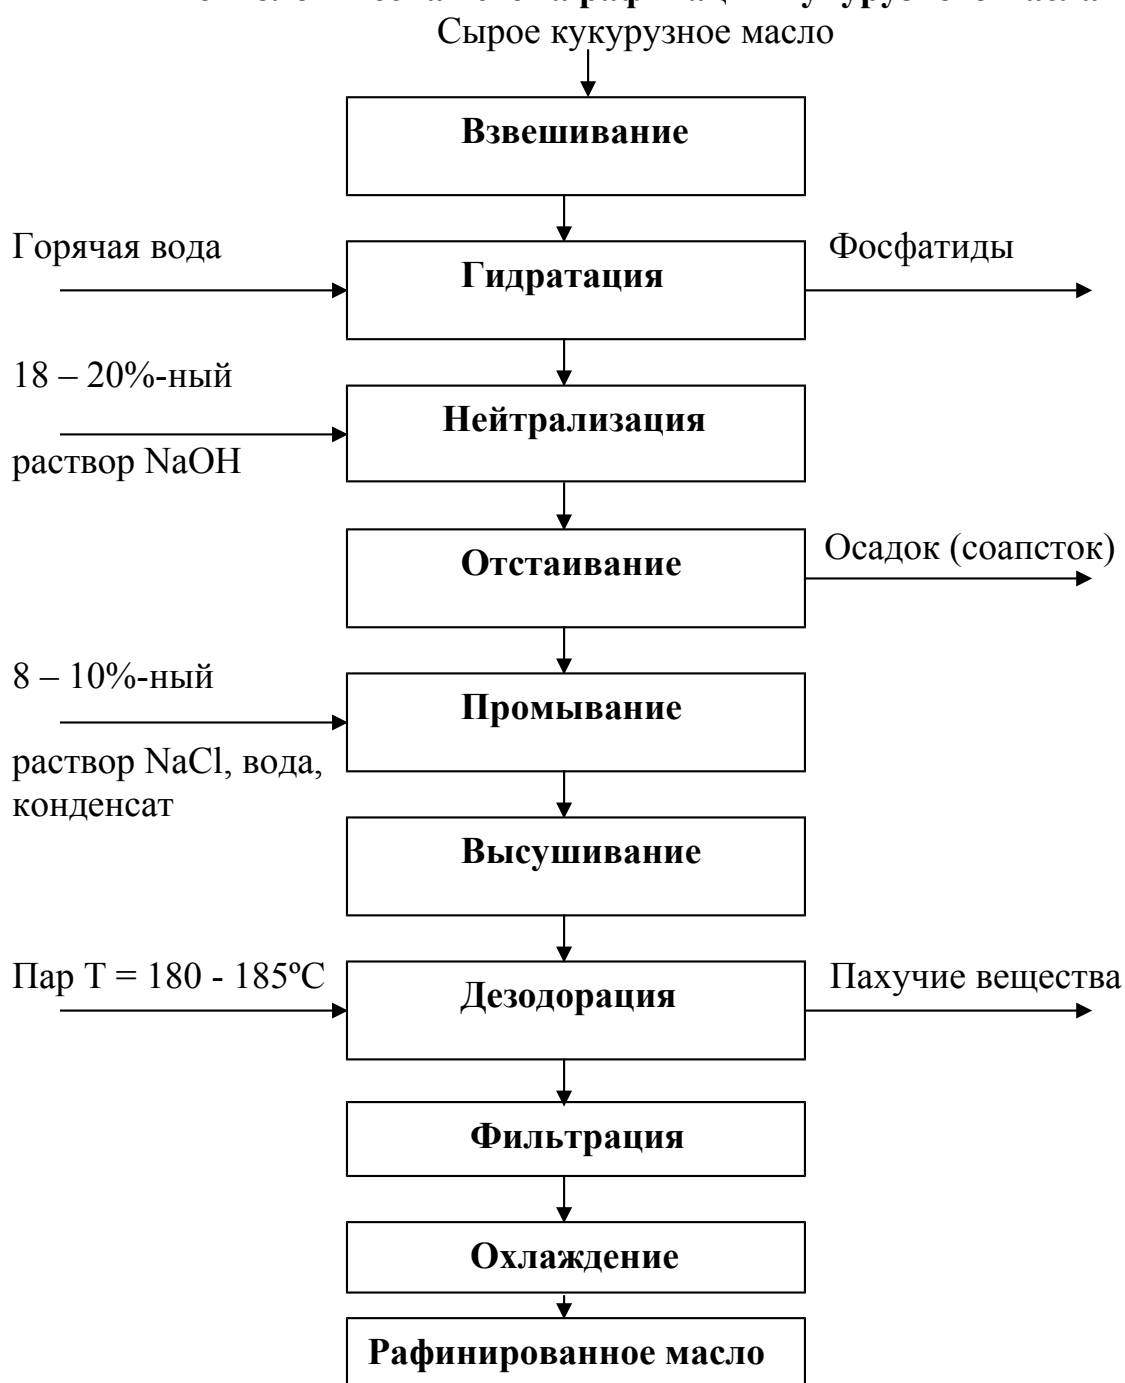 Сырое кукурузное масло
Взвешивание
Горячая вода
Гидратация
Фосфатиды
18 – 20%-ный
раствор NaOH
Нейтрализация
Отстаивание
Осадок (соапсток)
8 – 10%-ный
раствор NaCl, вода,
конденсат
Промывание
Высушивание
Пар Т = 180 - 185ºС
Дезодорация
Пахучие вещества
Фильтрация
Охлаждение
Рафинированное масло